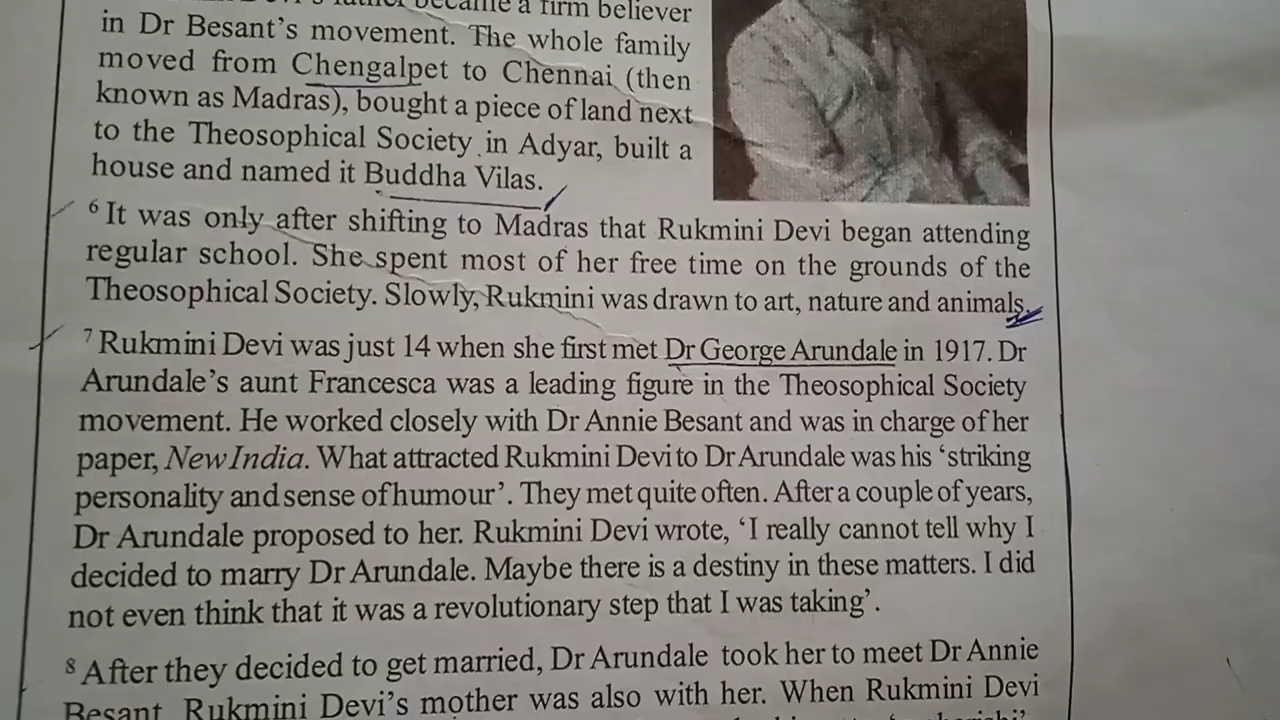 father became a firm believer
in Dr Besant's movement. The whole family
moved from Chengalpet to Chennai (then
known as Madras), bought a piece of land next
to the Theosophical Society in Adyar, built a
house and named it Buddha Vilas.
6 It was only after shifting to Madras that Rukmini Devi began attending
regular school. She spent most of her free time on the grounds of the
Theosophical Society. Slowly, Rukmini was drawn to art, nature and animals.
7 Rukmini Devi was just 14 when she first met Dr George Arundale in 1917. Dr
Arundale's aunt Francesca was a leading figure in the Theosophical Society
movement. He worked closely with Dr Annie Besant and was in charge of her
paper, New India. What attracted Rukmini Devi to Dr Arundale was his 'striking
personality and sense of humour'. They met quite often. After a couple of years,
Dr Arundale proposed to her. Rukmini Devi wrote, 'I really cannot tell why I
decided to marry Dr Arundale. Maybe there is a destiny in these matters. I did
not even think that it was a revolutionary step that I was taking'.
8 After they decided to get married, Dr Arundale took her to meet Dr Annie
Besant. Rukmini Devi's mother was also with her. When Rukmini Devi